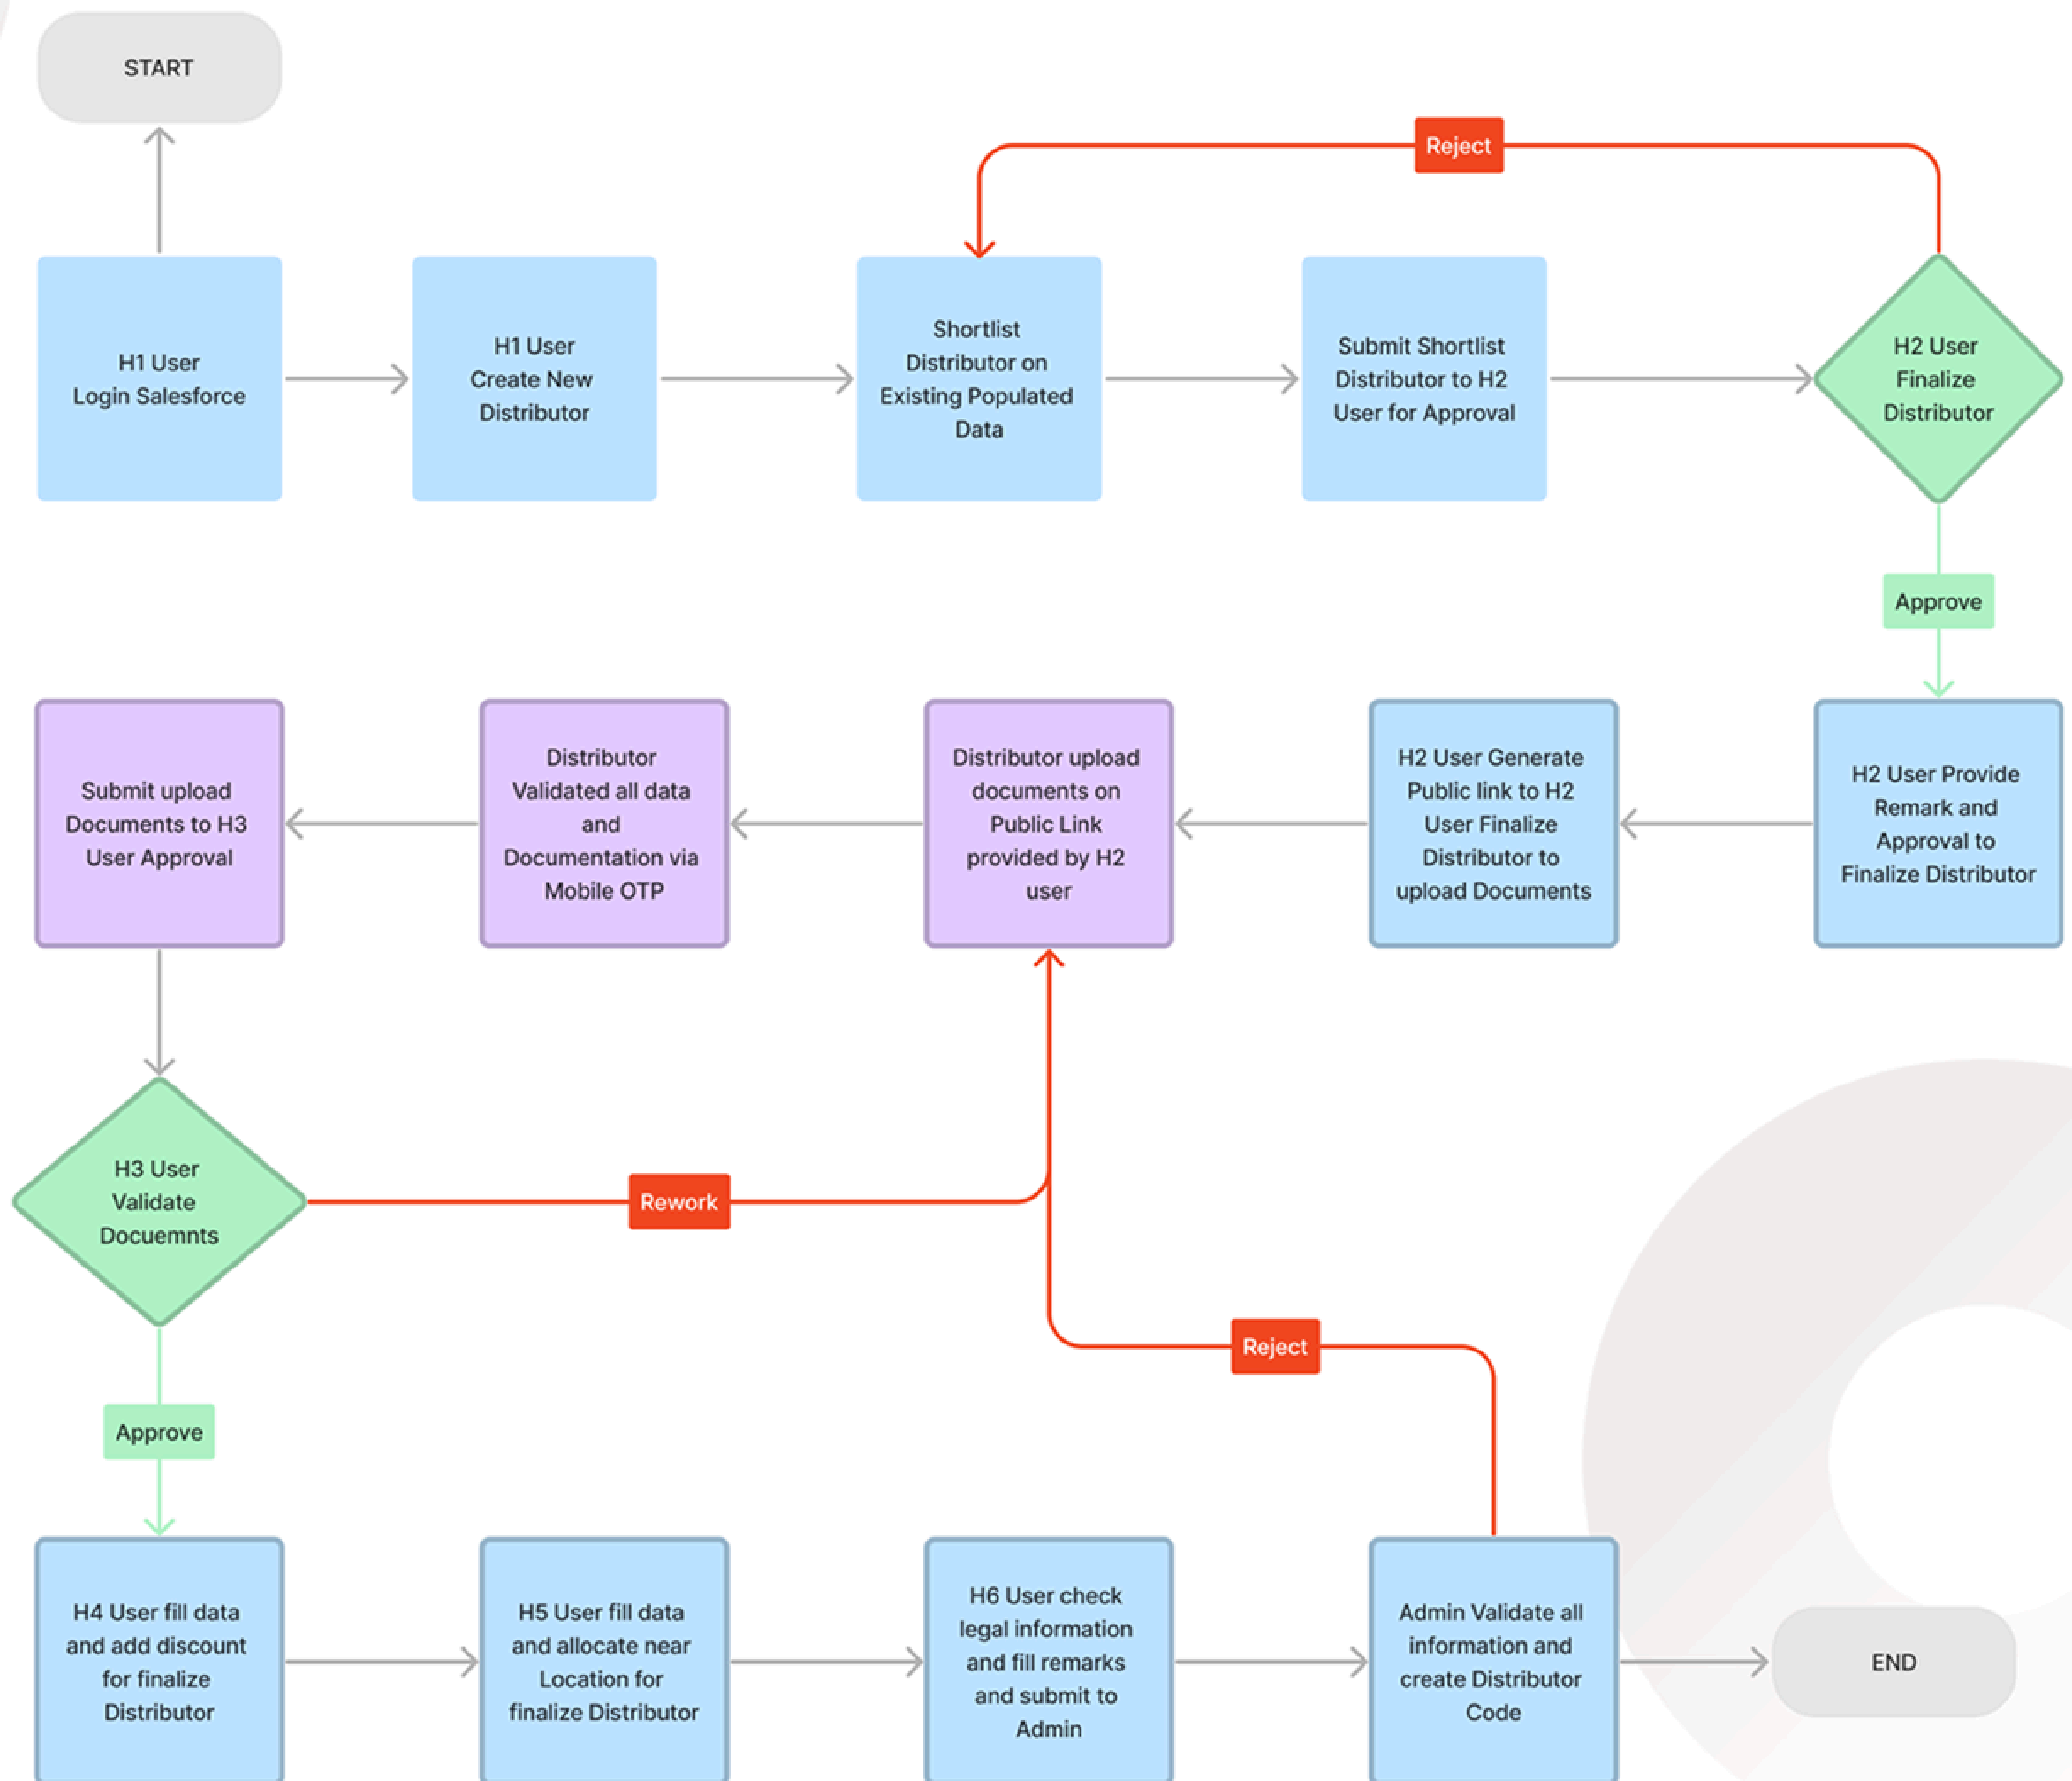 START
Reject
H1 User
Login Salesforce
H1 User
Create New
Distributor
Shortlist
Distributor on
Existing Populated
Data
Submit Shortlist
Distributor to H2
User for Approval
H2 User
Finalize
Distributor
Approve
Submit upload
Documents to H3
User Approval
Distributor
Validated all data
and
Documentation via
Mobile OTP
Distributor upload
documents on
Public Link
provided by H2
user
H2 User Generate
Public link to H2
User Finalize
Distributor to
upload Documents
H2 User Provide
Remark and
Approval to
Finalize Distributor
H3 User
Validate
Docuemnts
Rework
Reject
Approve
H4 User fill data
and add discount
for finalize
Distributor
H5 User fill data
and allocate near
Location for
finalize Distributor
H6 User check
legal information
and fill remarks
and submit to
Admin
Admin Validate all
information and
create Distributor
Code
END